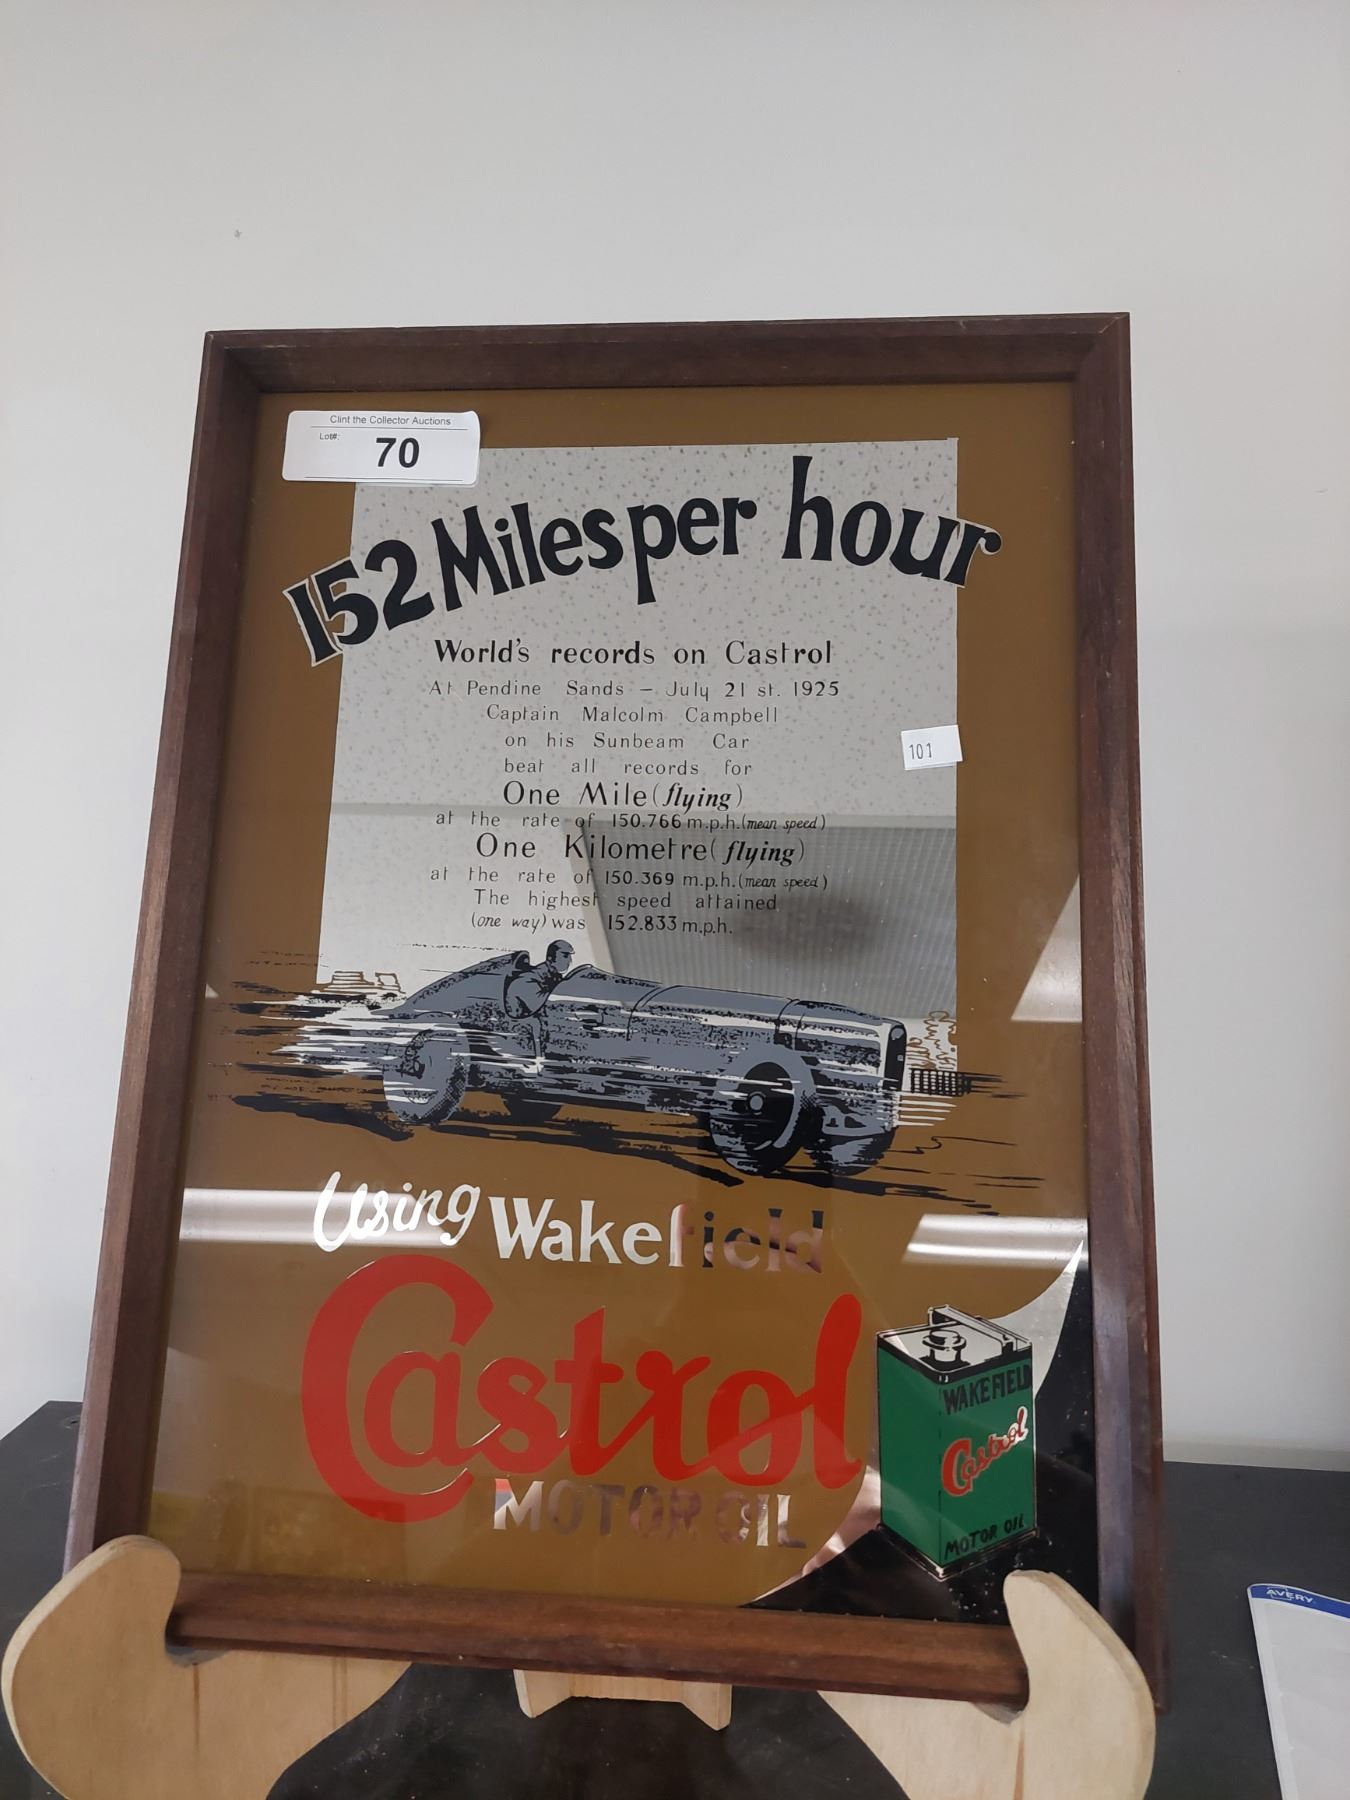 Clint the Collector Auctions
Lot#:
70
152 Miles per hour
World's records on Castrol
At Pendine Sands – July 21 st. 1925
Captain Malcolm Campbell
on his Sunbeam Car
beat all records for
One Mile (flying)
at the rate of 150.766 m.p.h. (mean speed)
One Kilometre (flying)
at the rate of 150.369 m.p.h. (mean speed)
The highest speed attained
(one way) was 152.833 m.p.h.
101
Using Wakefield
Castrol
MOTOR OIL
WAKEFIELD
Castrol
MOTOR OIL
AVERY